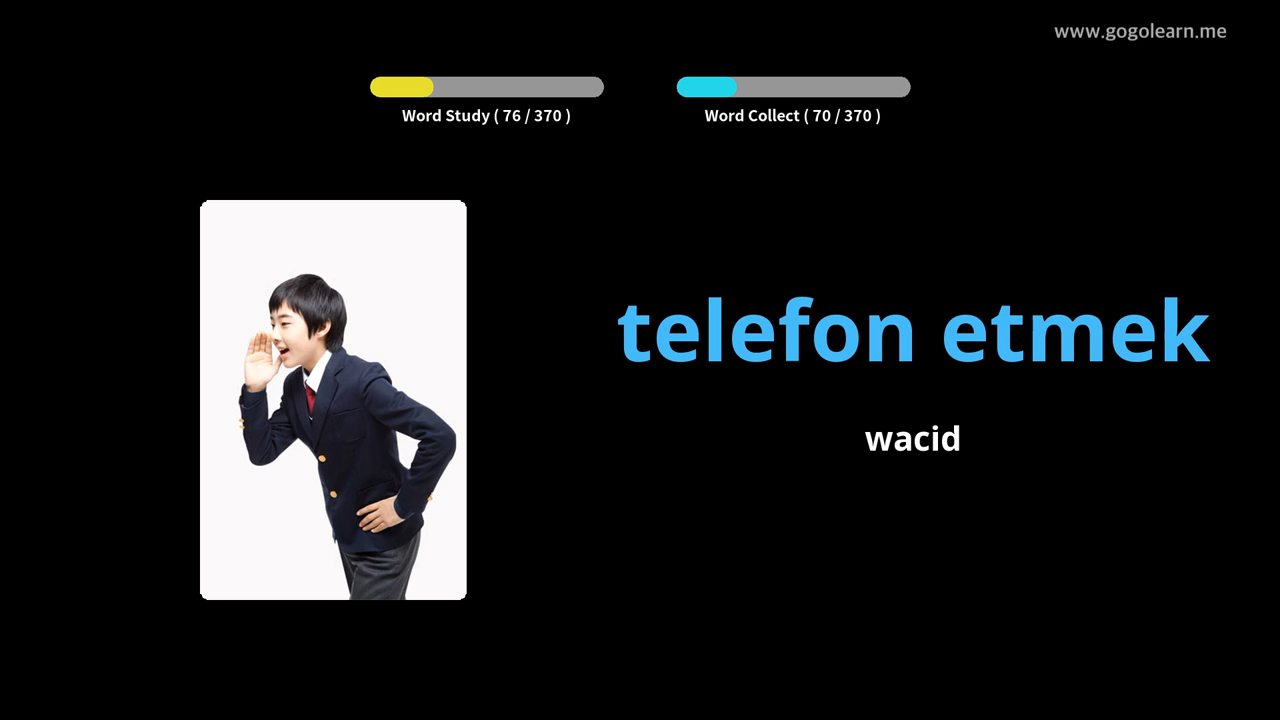 www.gogolearn.me
Word Study ( 76 / 370 )
Word Collect ( 70 / 370 )
telefon etmek
wacid